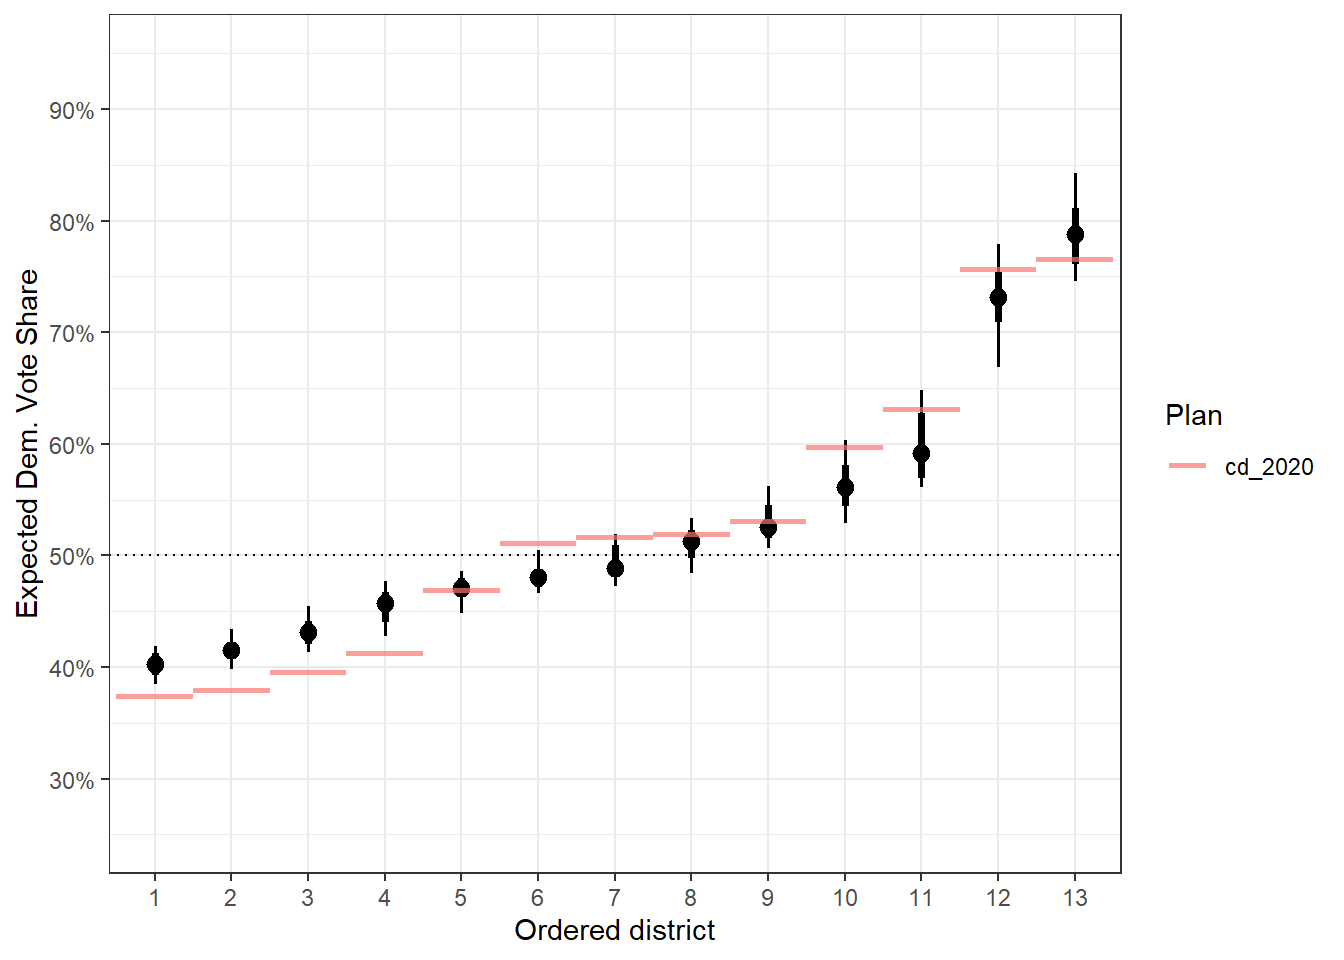 Expected Dem. Vote Share
90%
80%
70%
60%
50%
40%
30%
1 2 3 4 5 6 7 8 9 10 11 12 13
Ordered district
Plan
cd_2020